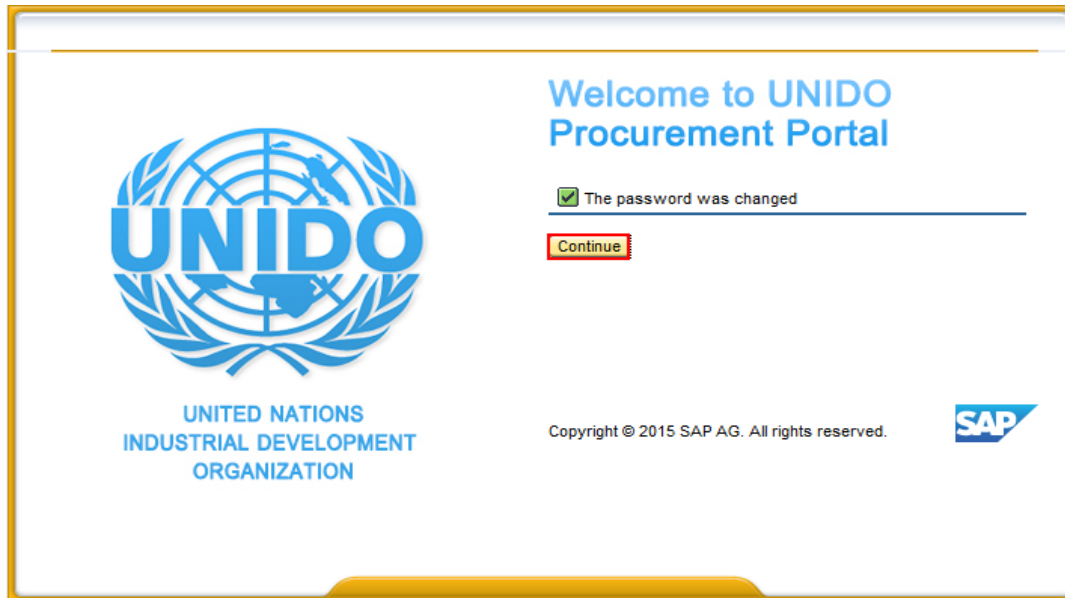 Welcome to UNIDO
Procurement Portal
The password was changed
Continue
UNIDO
UNITED NATIONS
INDUSTRIAL DEVELOPMENT
ORGANIZATION
Copyright © 2015 SAP AG. All rights reserved.
SAP